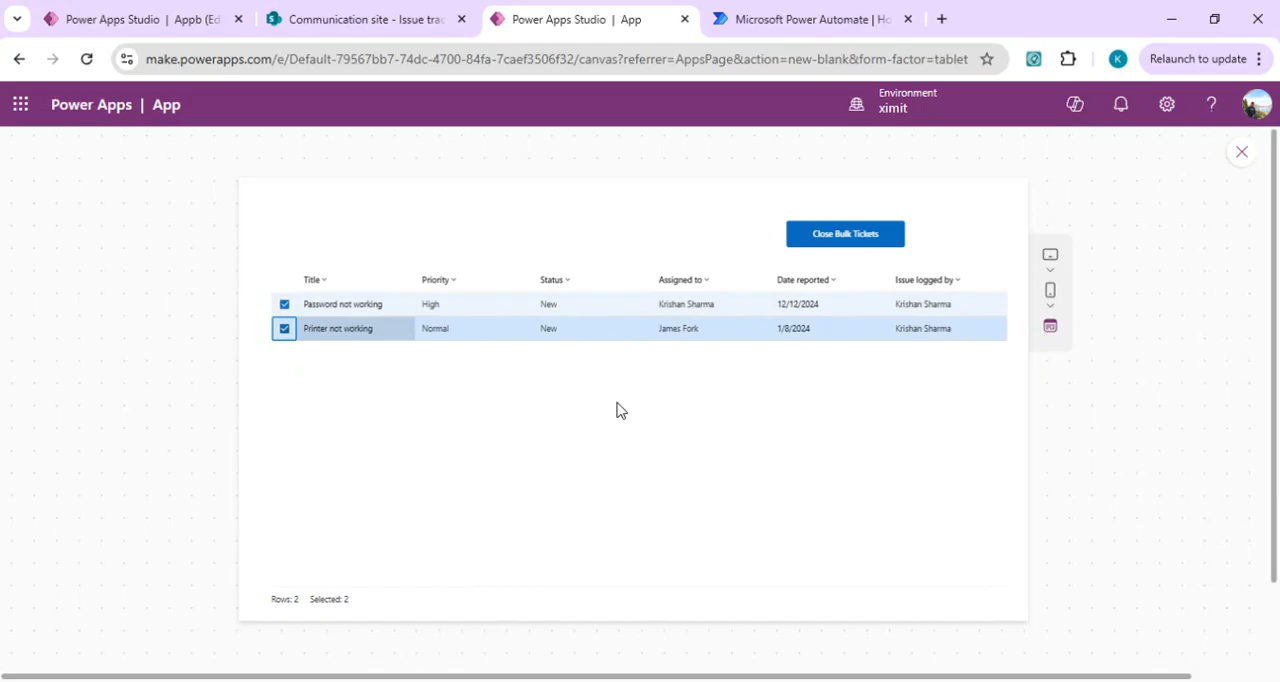 Power Apps Studio | Appb (Ed
Communication site - Issue trac
Power Apps Studio | App
Microsoft Power Automate | Ho
make.powerapps.com/e/Default-79567bb7-74dc-4700-84fa-7caef3506f32/canvas?referrer=AppsPage&action=new-blank&form-factor=tablet
K
Relaunch to update
Power Apps | App
Environment
ximit
Close Bulk Tickets
Title Priority Status Assigned to Date reported Issue logged by
Password not working High New Krishan Sharma 12/12/2024 Krishan Sharma
Printer not working Normal New James Fork 1/8/2024 Krishan Sharma
Rows: 2 Selected: 2